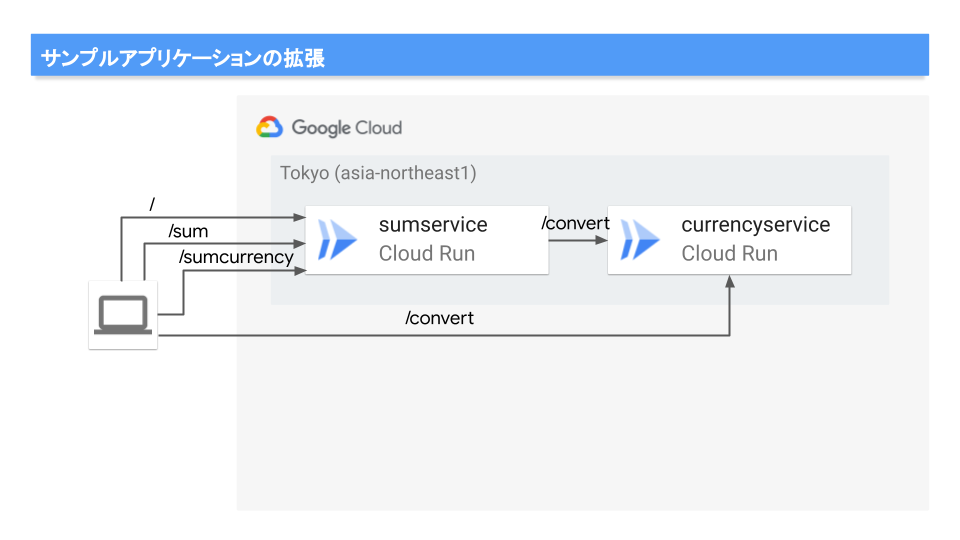 サンプルアプリケーションの拡張
Google Cloud
Tokyo (asia-northeast1)
/
/sum
/sumcurrency
sumservice
Cloud Run
/convert
currencyservice
Cloud Run
/convert